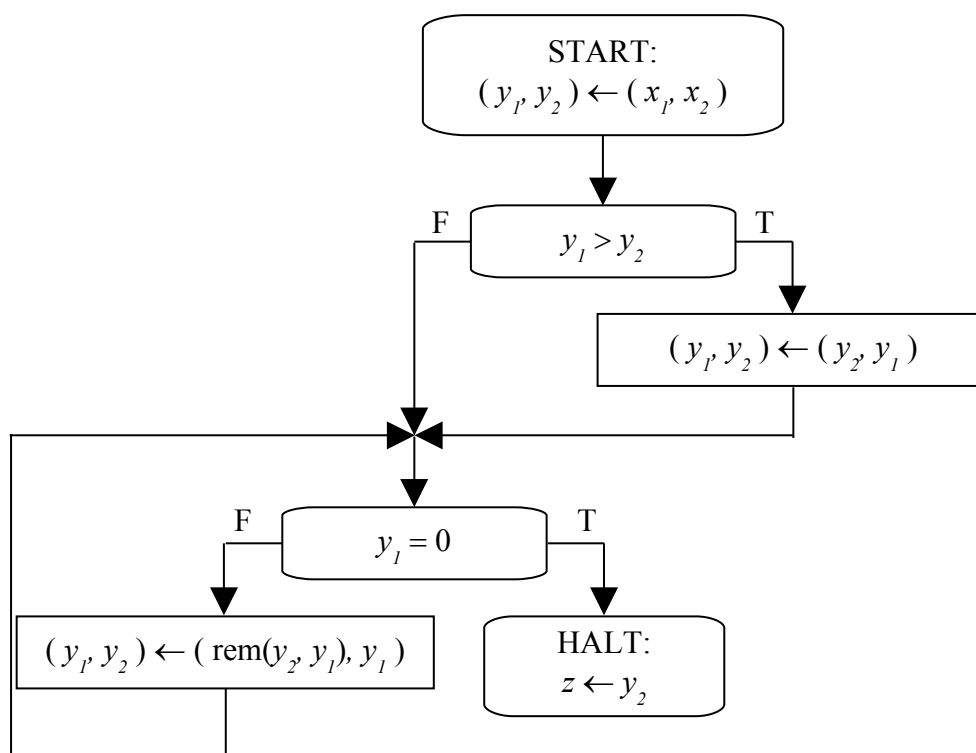 START:
( y₁, y₂ ) ← ( x₁, x₂ )
F
y₁ > y₂
T
( y₁, y₂ ) ← ( y₂, y₁ )
F
y₁ = 0
T
( y₁, y₂ ) ← ( rem(y₂, y₁), y₁ )
HALT:
z ← y₂